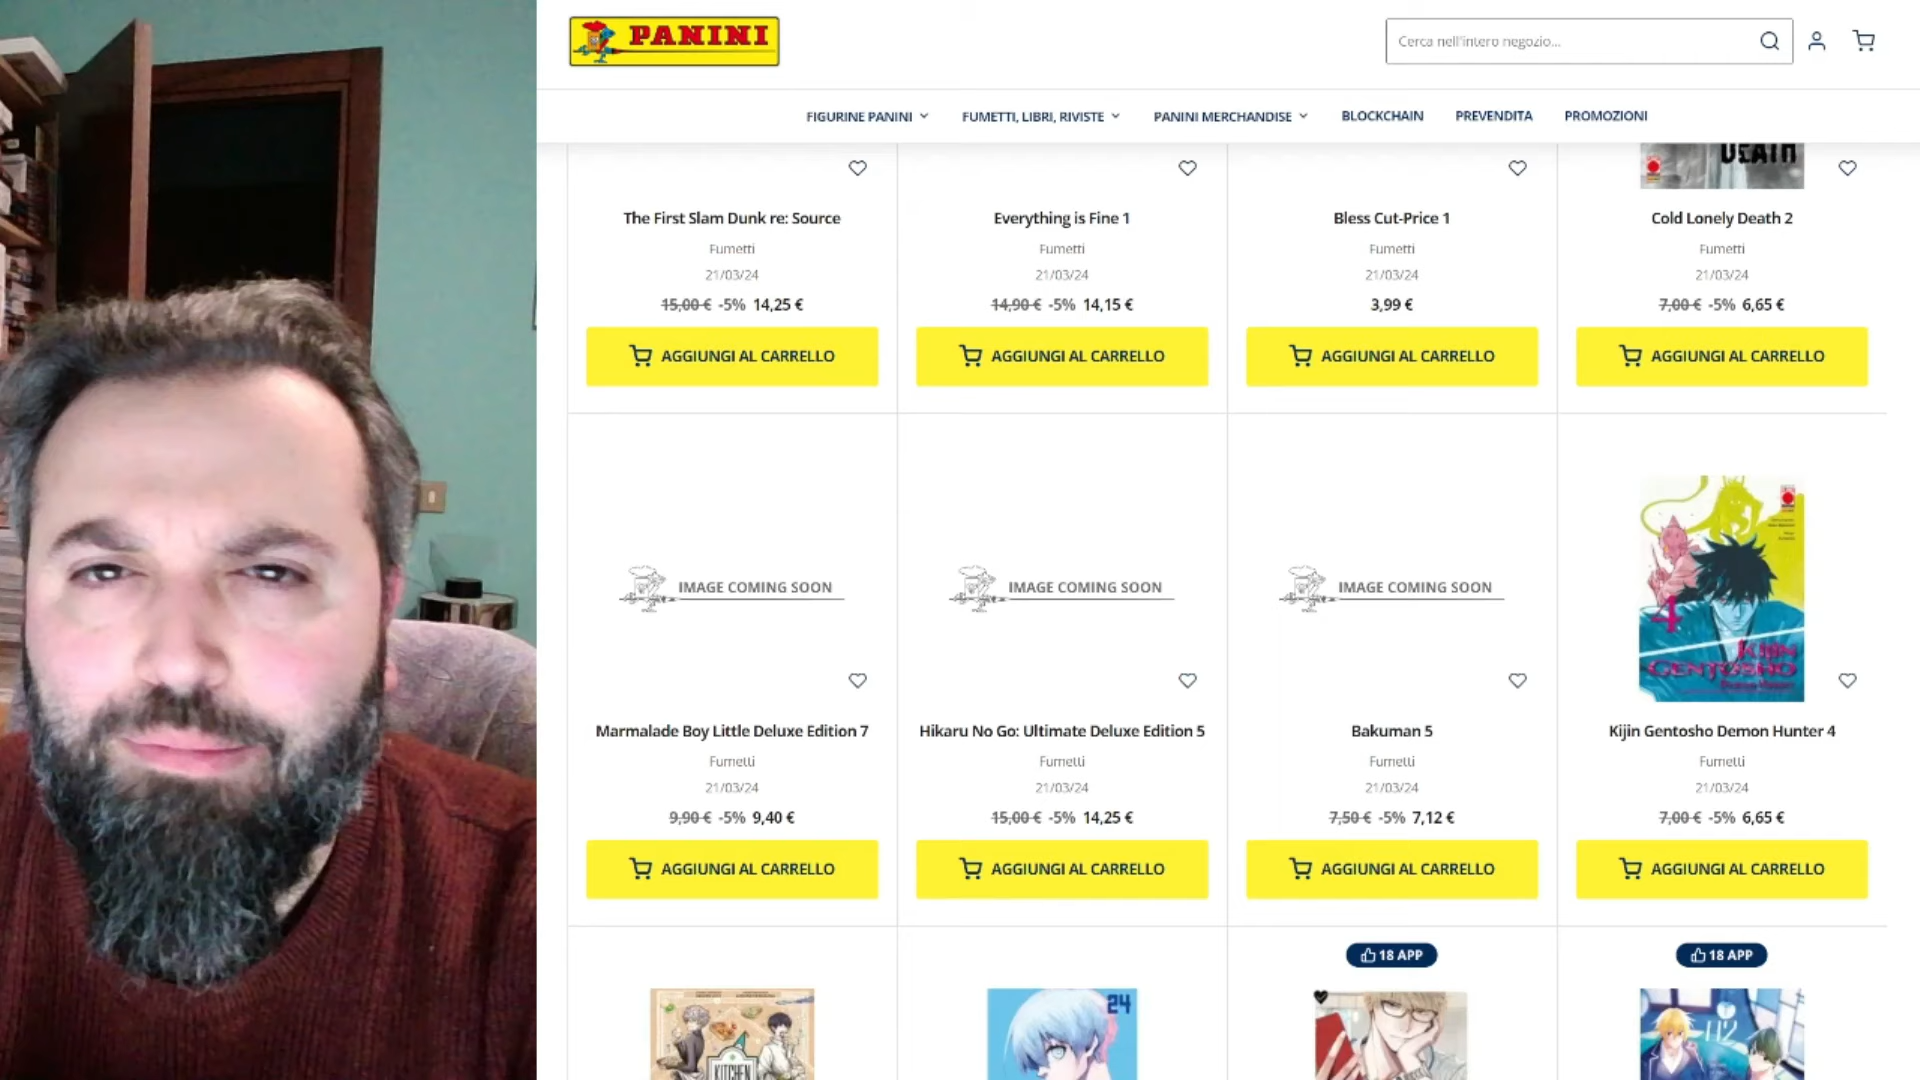 PANINI
Cerca nell'intero negozio...
FIGURINE PANINI
FUMETTI, LIBRI, RIVISTE
PANINI MERCHANDISE
BLOCKCHAIN
PREVENDITA
PROMOZIONI
DEATH
The First Slam Dunk re: Source
Fumetti
21/03/24
15,00 € -5% 14,25 €
AGGIUNGI AL CARRELLO
Everything is Fine 1
Fumetti
21/03/24
14,90 € -5% 14,15 €
AGGIUNGI AL CARRELLO
Bless Cut-Price 1
Fumetti
21/03/24
3,99 €
AGGIUNGI AL CARRELLO
Cold Lonely Death 2
Fumetti
21/03/24
7,00 € -5% 6,65 €
AGGIUNGI AL CARRELLO
IMAGE COMING SOON
Marmalade Boy Little Deluxe Edition 7
Fumetti
21/03/24
9,90 € -5% 9,40 €
AGGIUNGI AL CARRELLO
IMAGE COMING SOON
Hikaru No Go: Ultimate Deluxe Edition 5
Fumetti
21/03/24
15,00 € -5% 14,25 €
AGGIUNGI AL CARRELLO
IMAGE COMING SOON
Bakuman 5
Fumetti
21/03/24
7,50 € -5% 7,12 €
AGGIUNGI AL CARRELLO
4
KIJIN
GENTOSHO
Kijin Gentosho Demon Hunter 4
Fumetti
21/03/24
7,00 € -5% 6,65 €
AGGIUNGI AL CARRELLO
KITCHEN
24
18 APP
18 APP